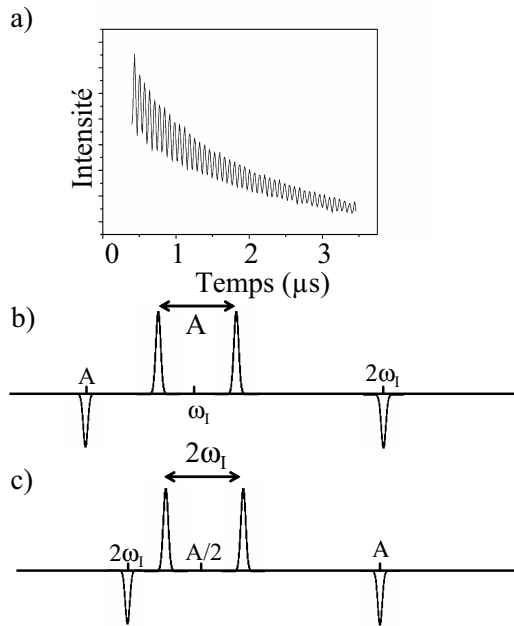 a)
Intensité
0 1 2 3
Temps (µs)
b)
A
A
ω_I
2ω_I
2ω_I
c)
2ω_I
A/2
A